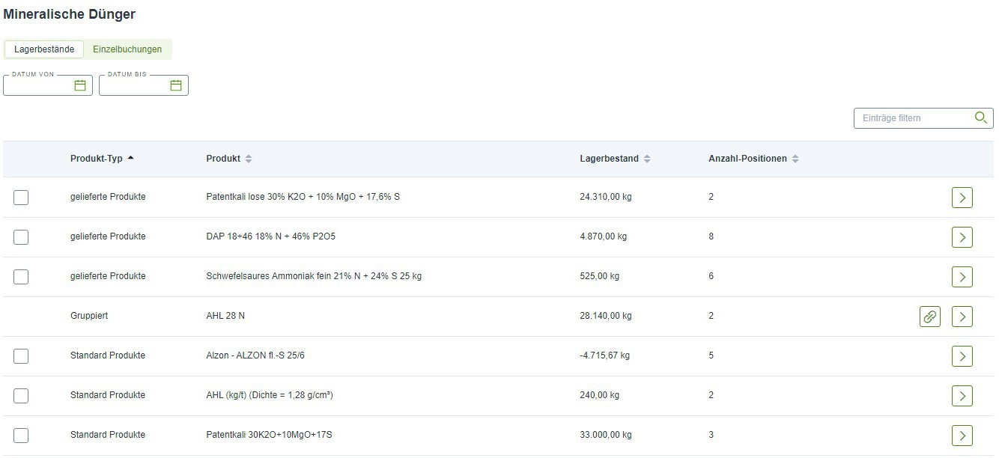 Mineralische Dünger
Lagerbestände Einzelbuchungen
DATUM VON DATUM BIS
Einträge filtern
Produkt-Typ Produkt Lagerbestand Anzahl-Positionen
gelieferte Produkte Patentkali lose 30% K2O + 10% MgO + 17,6% S 24.310,00 kg 2
gelieferte Produkte DAP 18+46 18% N + 46% P2O5 4.870,00 kg 8
gelieferte Produkte Schwefelsaures Ammoniak fein 21% N + 24% S 25 kg 525,00 kg 6
Gruppiert AHL 28 N 28.140,00 kg 2
Standard Produkte Alzon - ALZON fl.-S 25/6 -4.715,67 kg 5
Standard Produkte AHL (kg/t) (Dichte = 1,28 g/cm³) 240,00 kg 2
Standard Produkte Patentkali 30K2O+10MgO+17S 33.000,00 kg 3